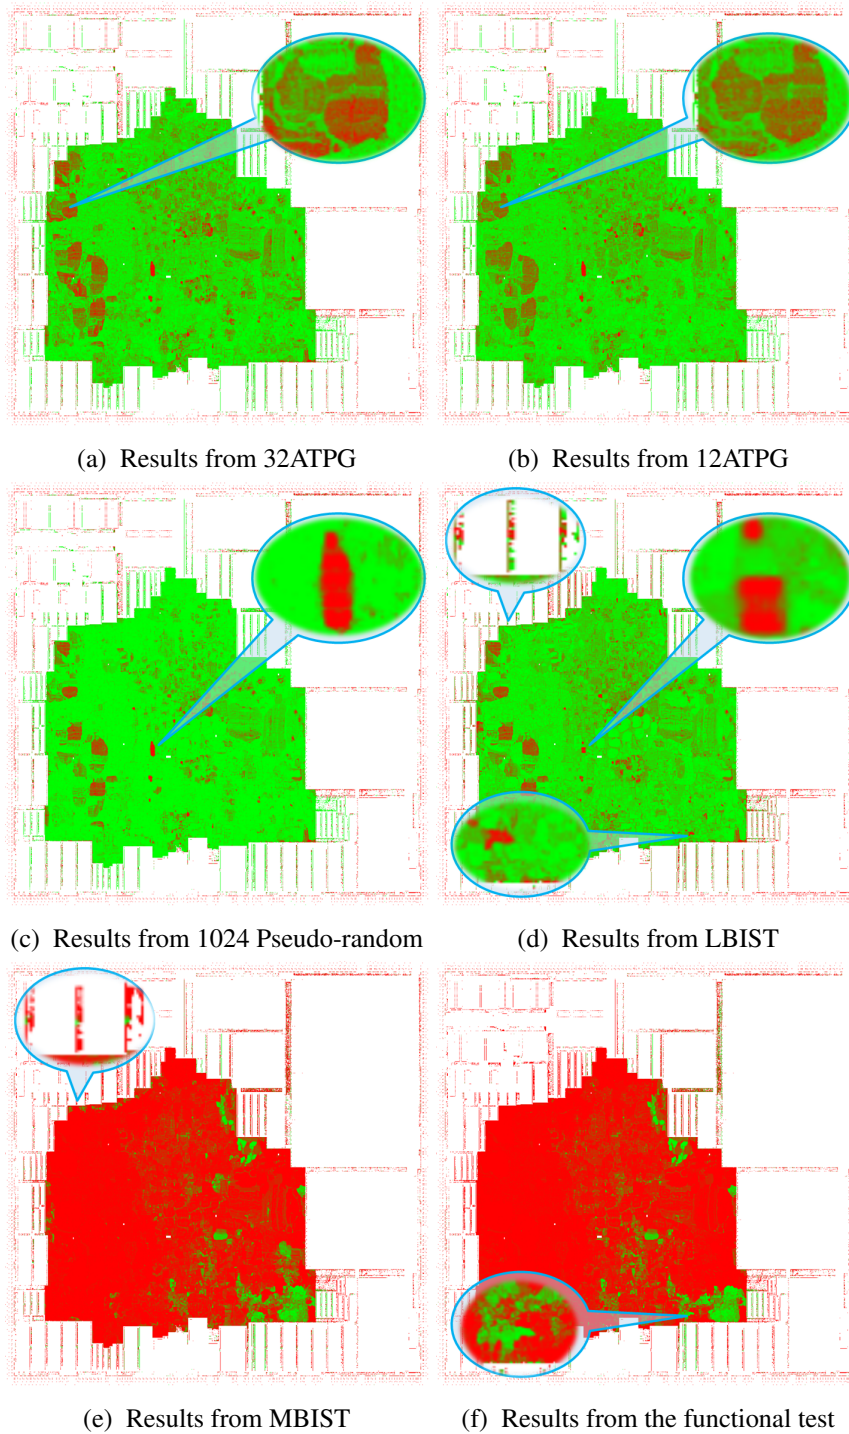 (a) Results from 32ATPG
(b) Results from 12ATPG
(c) Results from 1024 Pseudo-random
(d) Results from LBIST
(e) Results from MBIST
(f) Results from the functional test